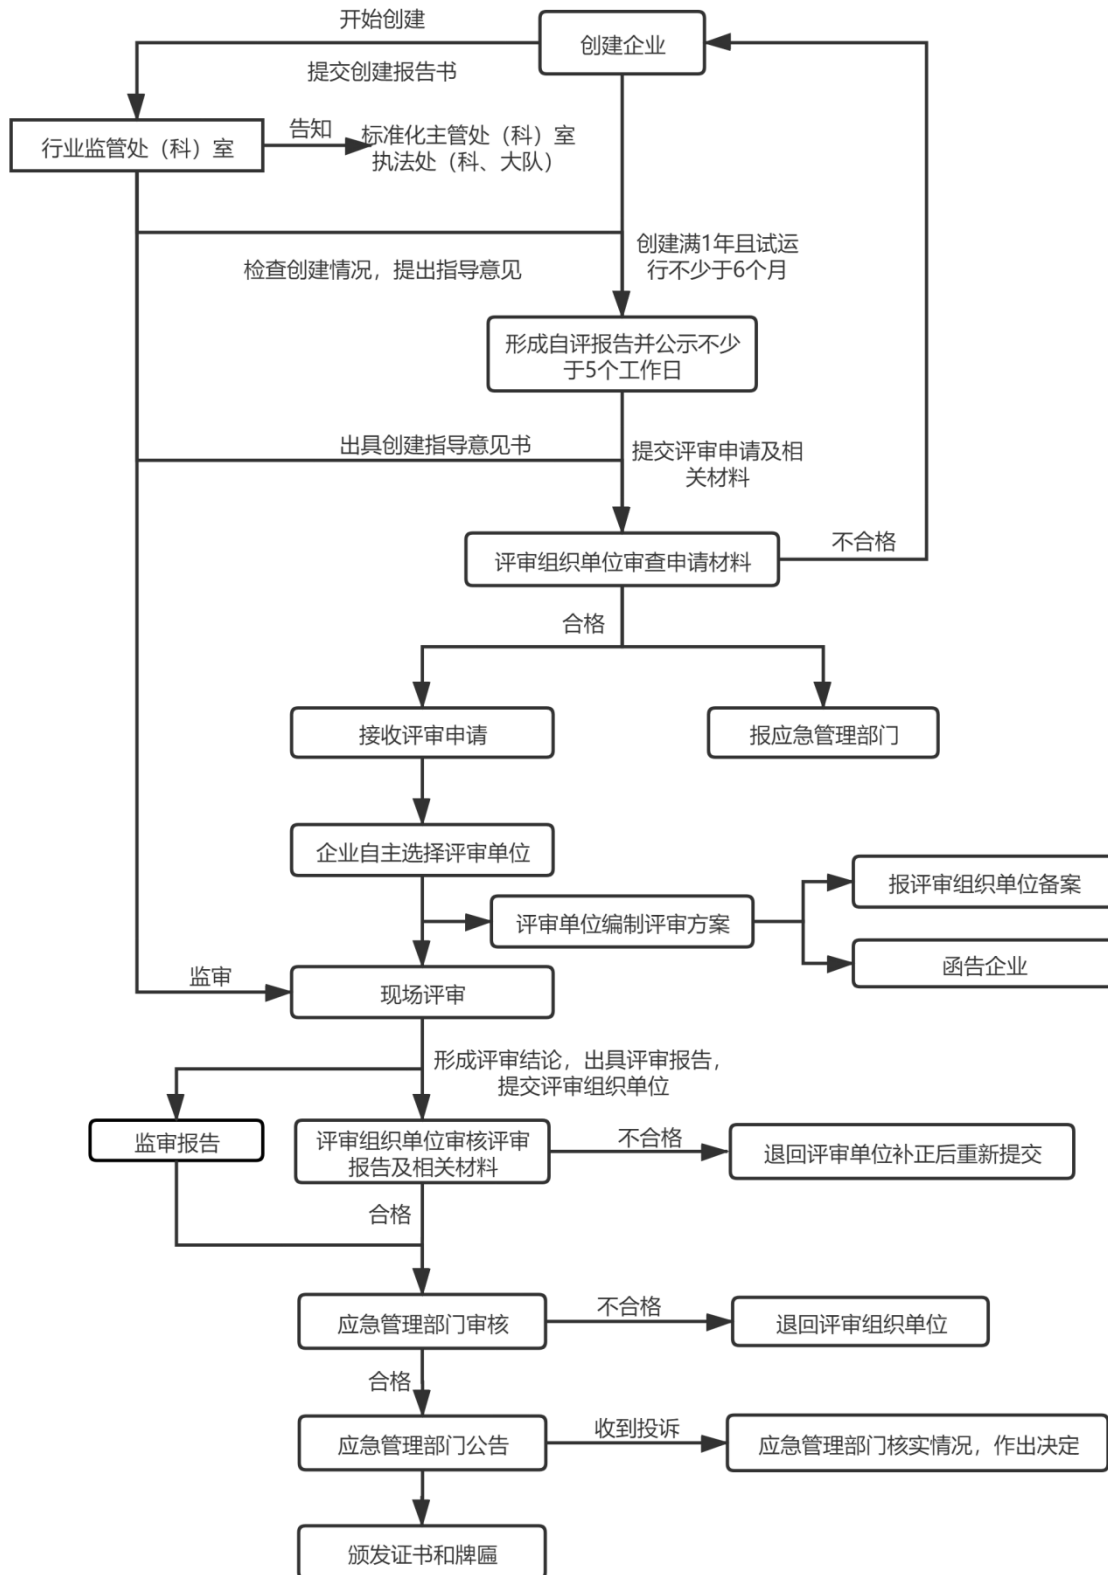 开始创建
创建企业
提交创建报告书
行业监管处（科）室
告知
标准化主管处（科）室
执法处（科、大队）
创建满1年且试运
行不少于6个月
检查创建情况，提出指导意见
形成自评报告并公示不少
于5个工作日
出具创建指导意见书
提交评审申请及相
关材料
评审组织单位审查申请材料
不合格
合格
接收评审申请
报应急管理部门
企业自主选择评审单位
报评审组织单位备案
评审单位编制评审方案
函告企业
监审
现场评审
形成评审结论，出具评审报告，
提交评审组织单位
监审报告
评审组织单位审核评审
报告及相关材料
不合格
退回评审单位补正后重新提交
合格
应急管理部门审核
不合格
退回评审组织单位
合格
应急管理部门公告
收到投诉
应急管理部门核实情况，作出决定
颁发证书和牌匾